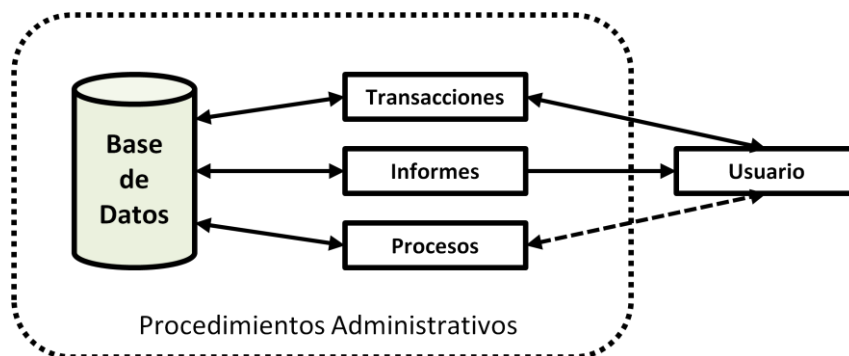 Transacciones
Base
de
Datos
Informes
Usuario
Procesos
Procedimientos Administrativos